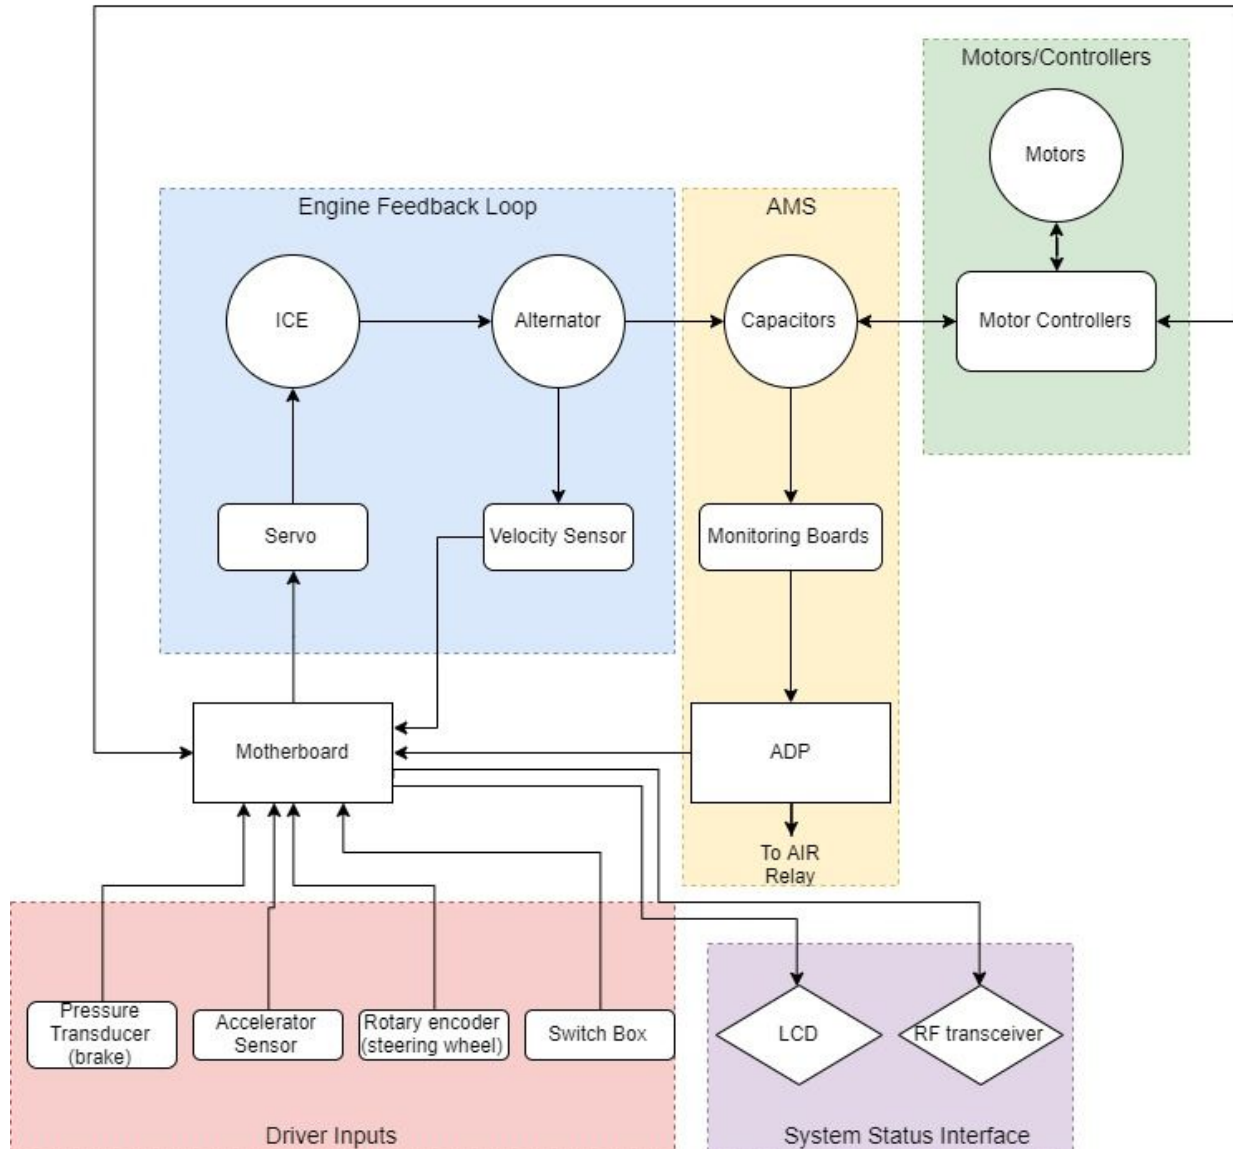 Motors/Controllers
Motors
Engine Feedback Loop
AMS
ICE
Alternator
Capacitors
Motor Controllers
Servo
Velocity Sensor
Monitoring Boards
Motherboard
ADP
To AIR
Relay
Pressure
Transducer
(brake)
Accelerator
Sensor
Rotary encoder
(steering wheel)
Switch Box
LCD
RF transceiver
Driver Inputs
System Status Interface